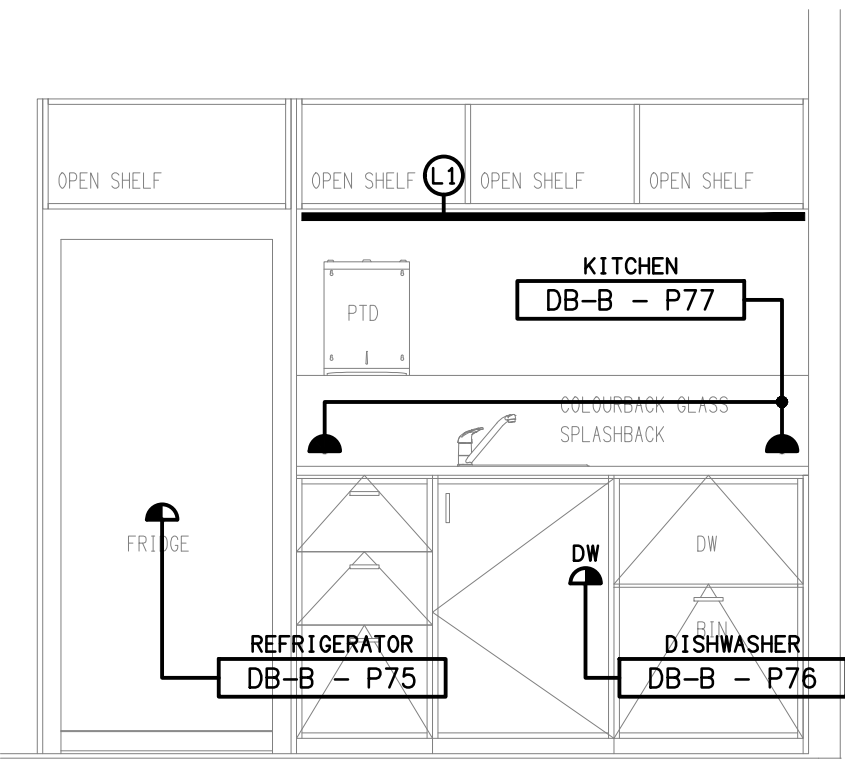 OPEN SHELF
OPEN SHELF
L1
OPEN SHELF
OPEN SHELF
KITCHEN
DB-B - P77
PTD
COLOURBACK GLASS
SPLASHBACK
FRIDGE
DW
DW
BIN
REFRIGERATOR
DB-B - P75
DISHWASHER
DB-B - P76